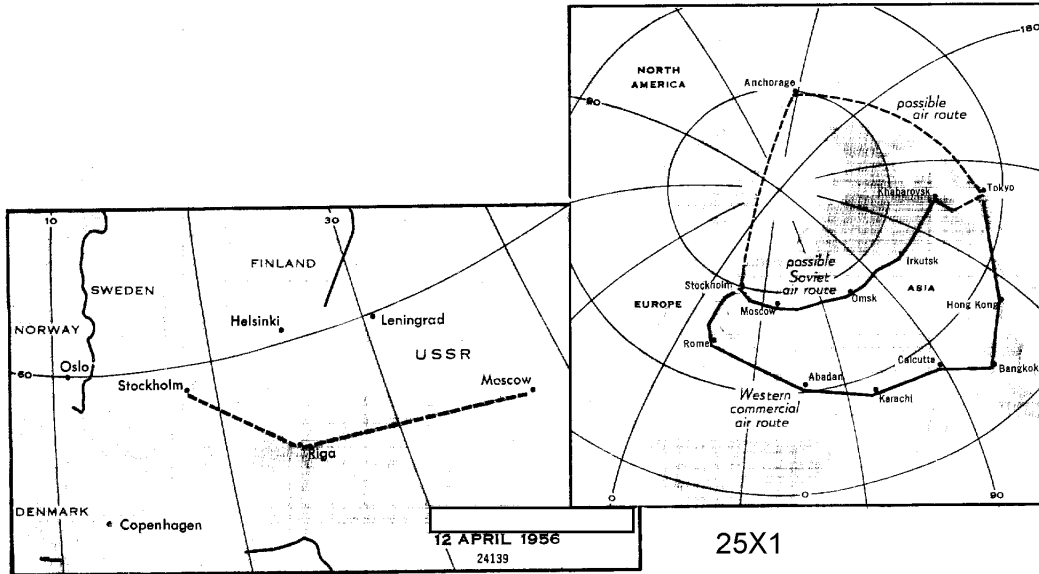 10
30
FINLAND
SWEDEN
NORWAY
Helsinki
Leningrad
USSR
Oslo
60
Stockholm
Moscow
Riga
DENMARK
Copenhagen
12 APRIL 1956
24139
180
NORTH
AMERICA
Anchorage
90
possible
air route
Khabarovsk
Tokyo
possible
Soviet
air route
Irkutsk
Stockholm
EUROPE
Moscow
Omsk
ASIA
Hong Kong
Rome
Calcutta
Bangkok
Abadan
Karachi
Western
commercial
air route
0
0
90
25X1